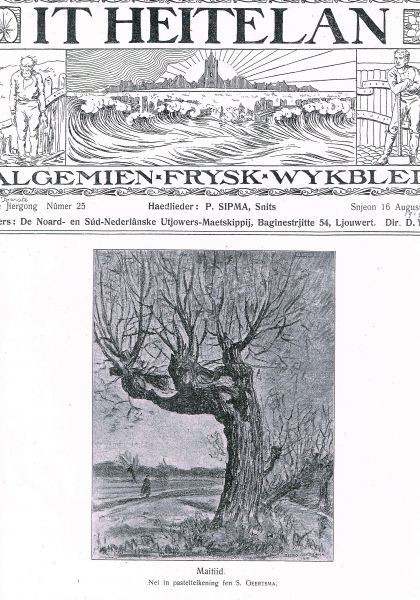 IT HEITELAN
ALGEMIEN·FRYSK·WYKBLED
Jiergong Nûmer 25 Haedlieder: P. SIPMA, Snits Snjeon 16 August
ers: De Noard- en Súd-Nederlânske Utjowers-Maetskippij, Baginestrjitte 54, Ljouwert. Dir. D.
Maitiid.
Nei in pastelteikening fen S. GEERTSMA.